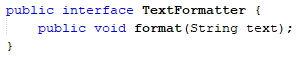 public interface TextFormatter {
    public void format(String text);
}